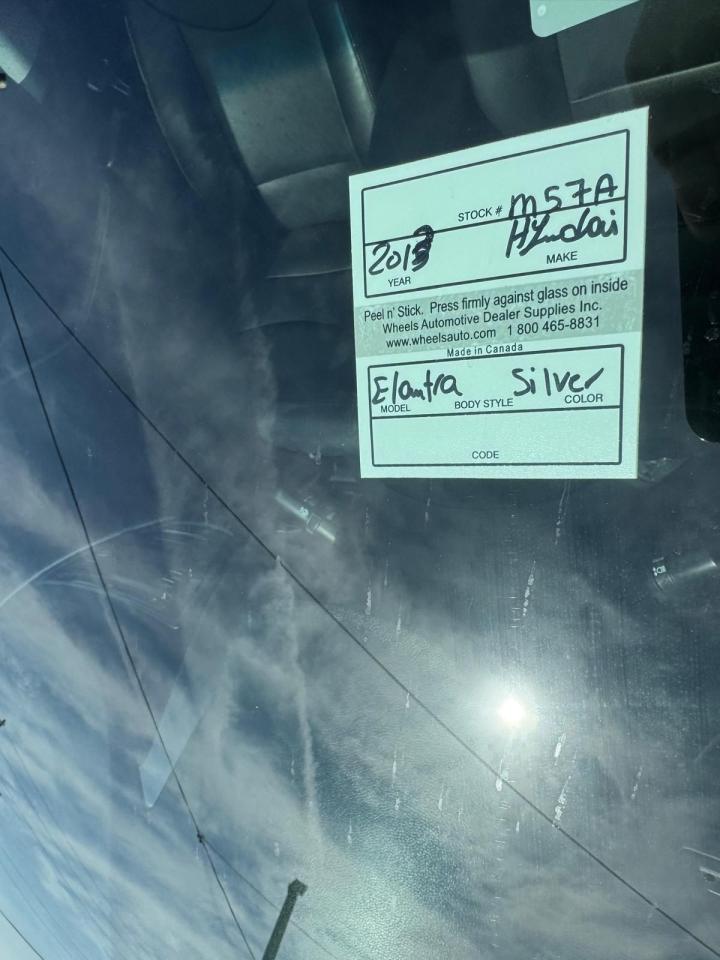 STOCK # M57A
2013 HYundai
YEAR MAKE
Peel n' Stick. Press firmly against glass on inside
Wheels Automotive Dealer Supplies Inc.
www.wheelsauto.com 1 800 465-8831
Made in Canada
Elantra Silver
MODEL BODY STYLE COLOR
CODE